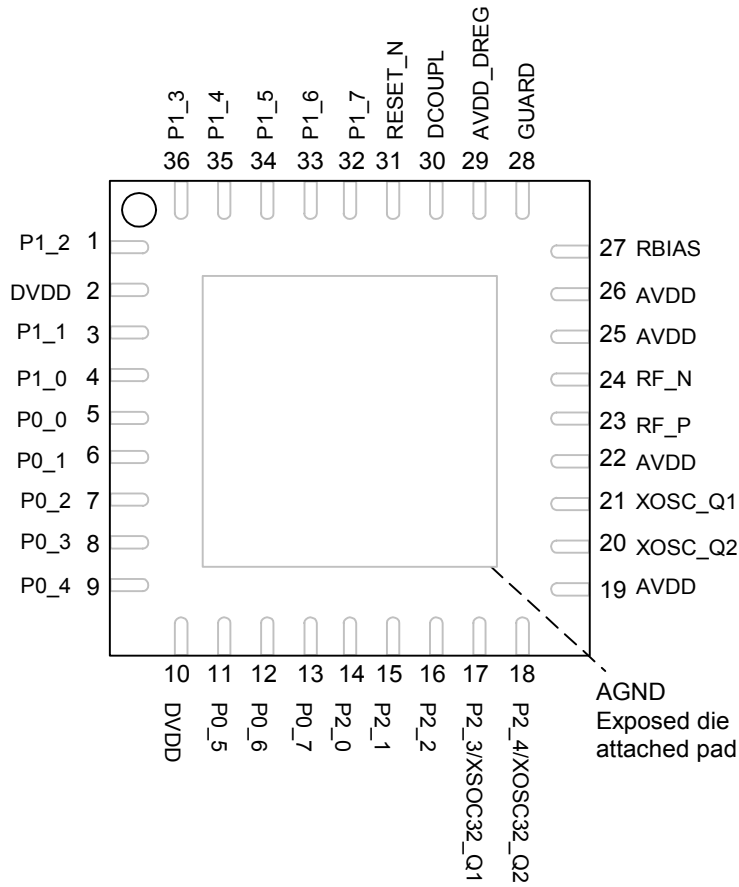 P1_3
P1_4
P1_5
P1_6
P1_7
RESET_N
DCOUPL
AVDD_DREG
GUARD
36 35 34 33 32 31 30 29 28
P1_2 1
DVDD 2
P1_1 3
P1_0 4
P0_0 5
P0_1 6
P0_2 7
P0_3 8
P0_4 9
27 RBIAS
26 AVDD
25 AVDD
24 RF_N
23 RF_P
22 AVDD
21 XOSC_Q1
20 XOSC_Q2
19 AVDD
10 11 12 13 14 15 16 17 18
DVDD
P0_5
P0_6
P0_7
P2_0
P2_1
P2_2
P2_3/XSOC32_Q1
P2_4/XOSC32_Q2
AGND
Exposed die
attached pad